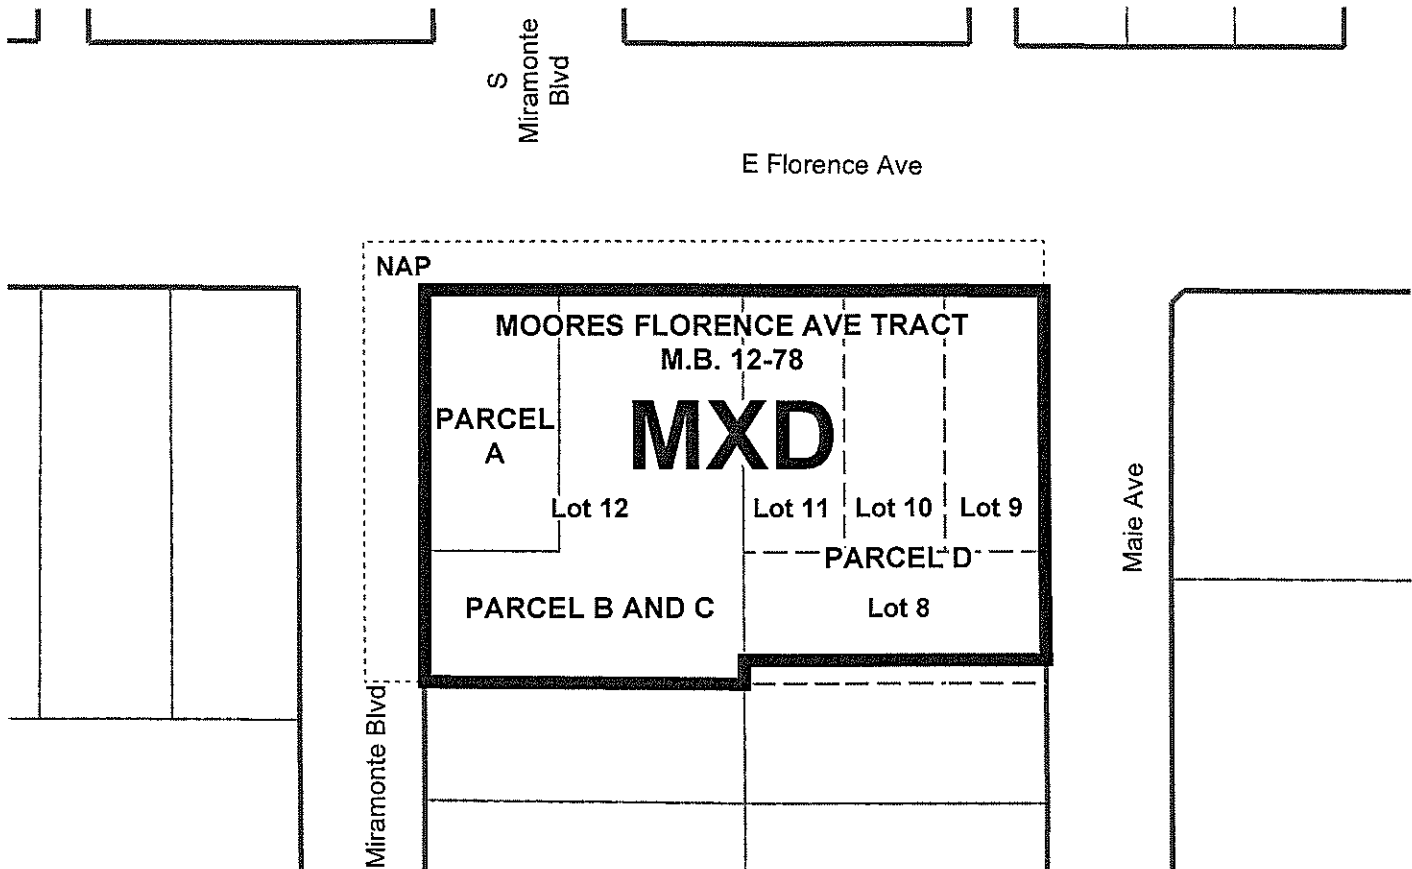 S
Miramonte
Blvd
E Florence Ave
NAP
MOORES FLORENCE AVE TRACT
M.B. 12-78
PARCEL
A
MXD
Lot 12
Lot 11
Lot 10
Lot 9
PARCEL D
PARCEL B AND C
Lot 8
Maie Ave
Miramonte Blvd